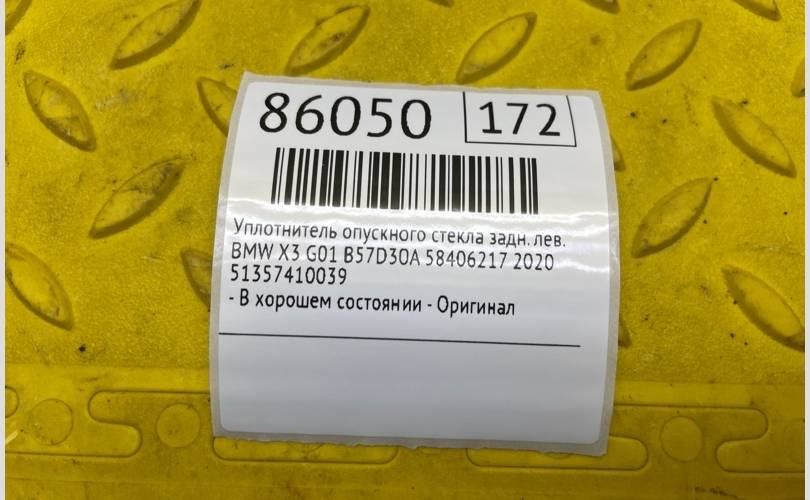 86050 172
Уплотнитель опускного стекла задн. лев.
BMW X3 G01 B57D30A 58406217 2020
51357410039
- В хорошем состоянии - Оригинал